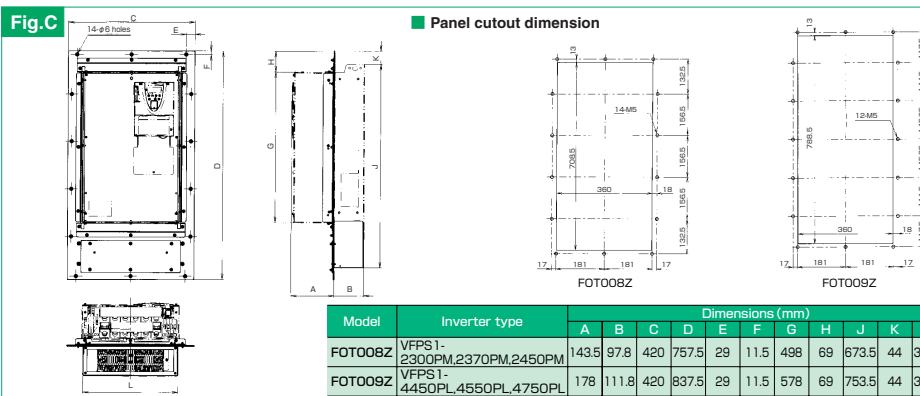 Fig.C
C
E
14-φ6 holes
F
D
H
K
G
J
A
B
L
Panel cutout dimension
13
132.5
14-M5
156.5
708.5
156.5
360
18
156.5
132.5
17
181
181
17
FOT008Z
13
12-M5
788.5
360
18
17
181
181
17
FOT009Z
Model Inverter type Dimensions(mm)
A B C D E F G H J K
FOT008Z VFPS1-2300PM,2370PM,2450PM 143.5 97.8 420 757.5 29 11.5 498 69 673.5 44
FOT009Z VFPS1-4450PL,4550PL,4750PL 178 111.8 420 837.5 29 11.5 578 69 753.5 44